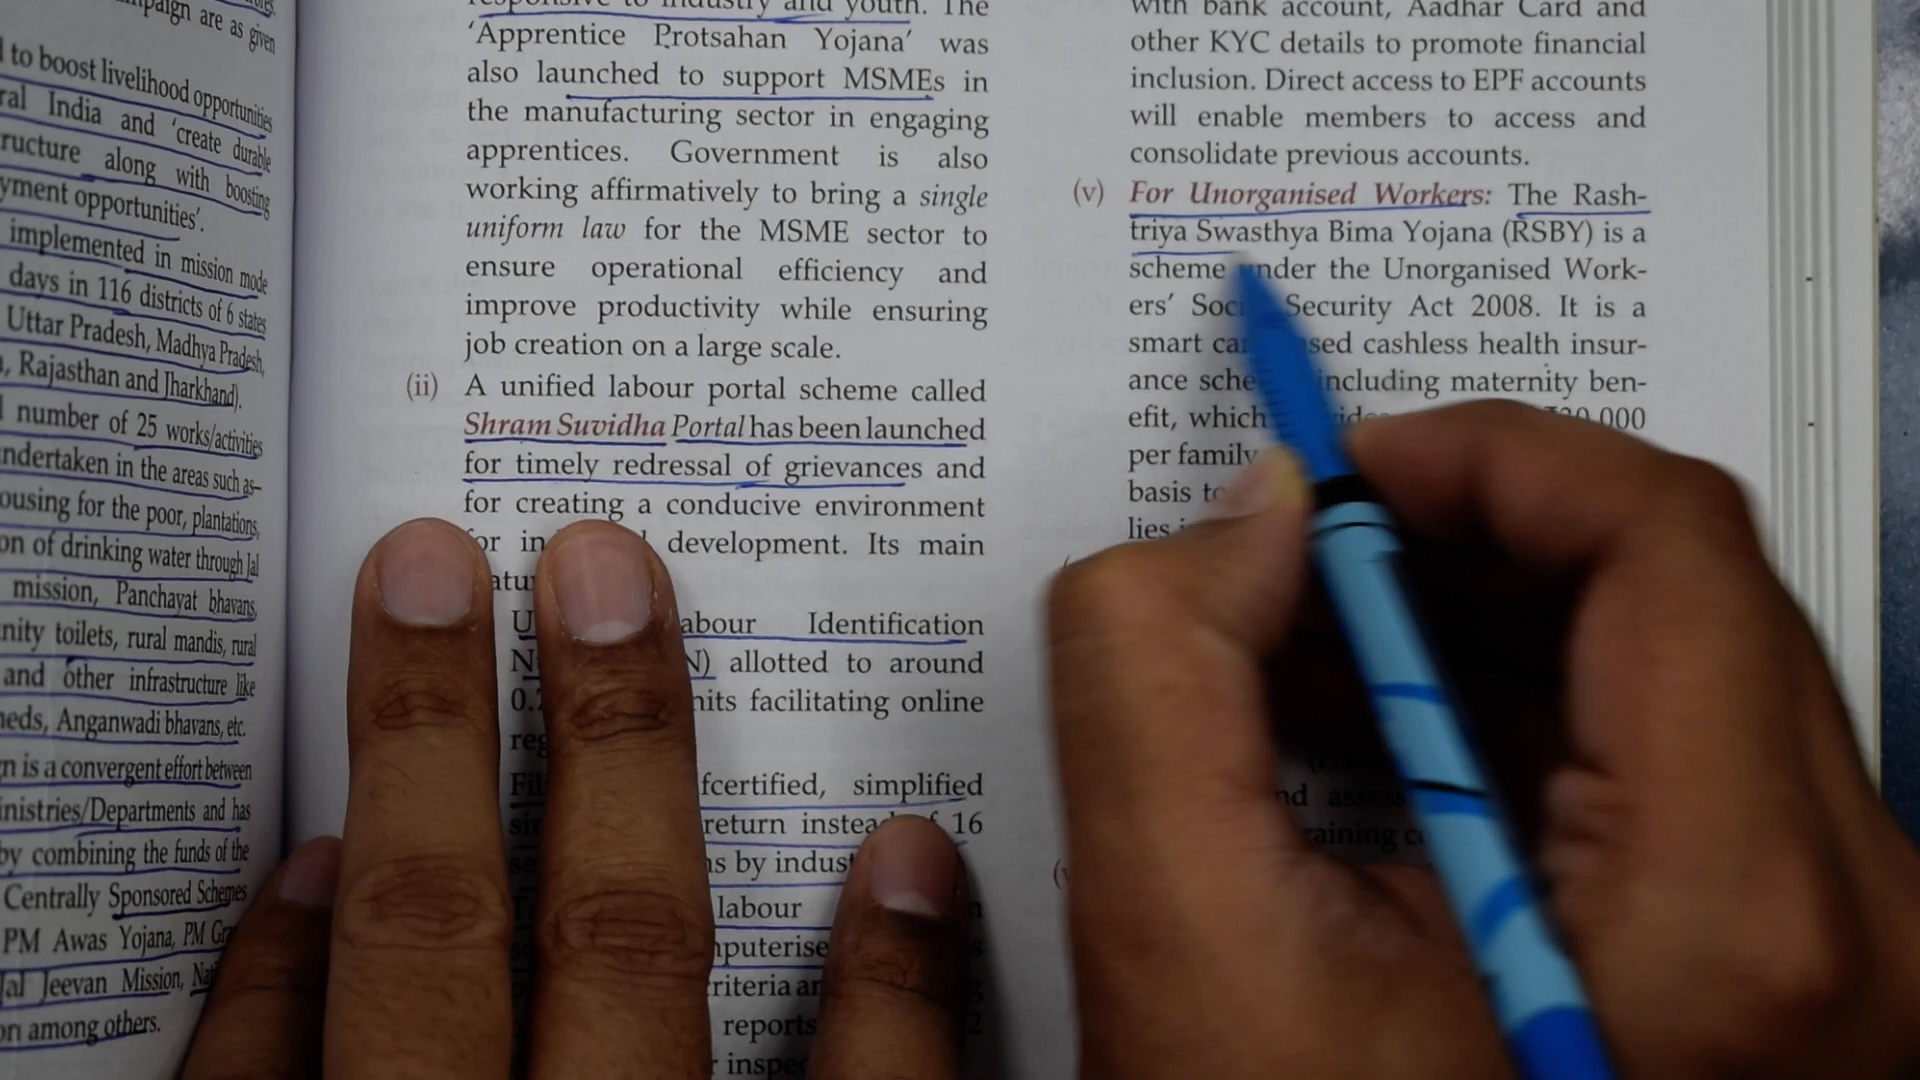 paign are as given
to boost livelihood opportunities
ral India and 'create durable
ructure along with boosting
yment opportunities'.
implemented in mission mode
days in 116 districts of 6 states
Uttar Pradesh, Madhya Pradesh,
, Rajasthan and Jharkhand).
number of 25 works/activities
ndertaken in the areas such as–
ousing for the poor, plantations,
on of drinking water through Jal
mission, Panchayat bhavans,
nity toilets, rural mandis, rural
and other infrastructure like
heds, Anganwadi bhavans, etc.
n is a convergent effort between
inistries/Departments and has
by combining the funds of the
Centrally Sponsored Schemes
PM Awas Yojana, PM Gra
Jal Jeevan Mission, Nat
on among others.
responsive to industry and youth. The
'Apprentice Protsahan Yojana' was
also launched to support MSMEs in
the manufacturing sector in engaging
apprentices. Government is also
working affirmatively to bring a single
uniform law for the MSME sector to
ensure operational efficiency and
improve productivity while ensuring
job creation on a large scale.
(ii) A unified labour portal scheme called
Shram Suvidha Portal has been launched
for timely redressal of grievances and
for creating a conducive environment
for in development. Its main
atu
U abour Identification
N N) allotted to around
0.2 nits facilitating online
reg
Fil fcertified, simplified
sin return instead of 16
se ns by indust
labour
mputerise
criteria an
reports 2
r inspec
with bank account, Aadhar Card and
other KYC details to promote financial
inclusion. Direct access to EPF accounts
will enable members to access and
consolidate previous accounts.
(v) For Unorganised Workers: The Rash-
triya Swasthya Bima Yojana (RSBY) is a
scheme under the Unorganised Work-
ers' Social Security Act 2008. It is a
smart ca sed cashless health insur-
ance sche including maternity ben-
efit, which ₹30,000
per family
basis to
lies i
nd assess
raining c